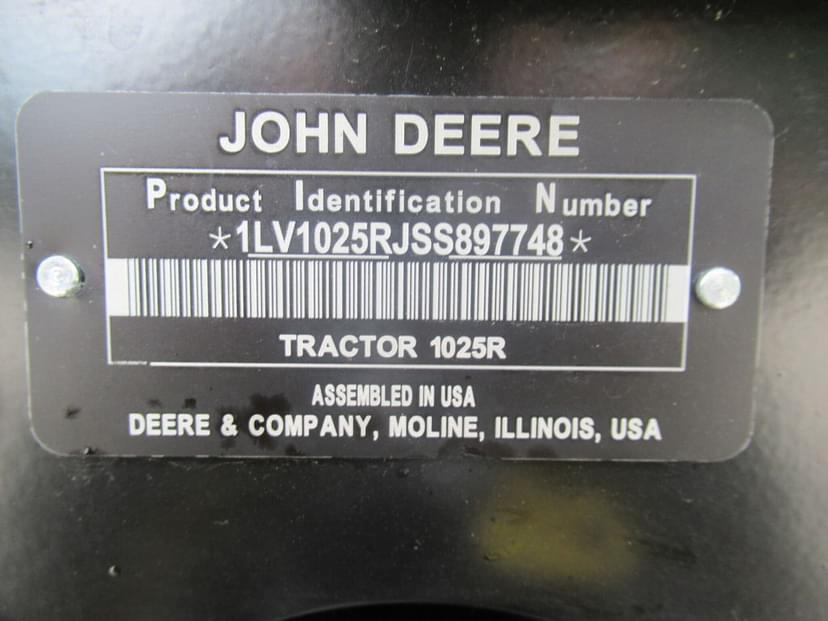 JOHN DEERE
Product Identification Number
*1LV1025RJSS897748*
TRACTOR 1025R
ASSEMBLED IN USA
DEERE & COMPANY, MOLINE, ILLINOIS, USA